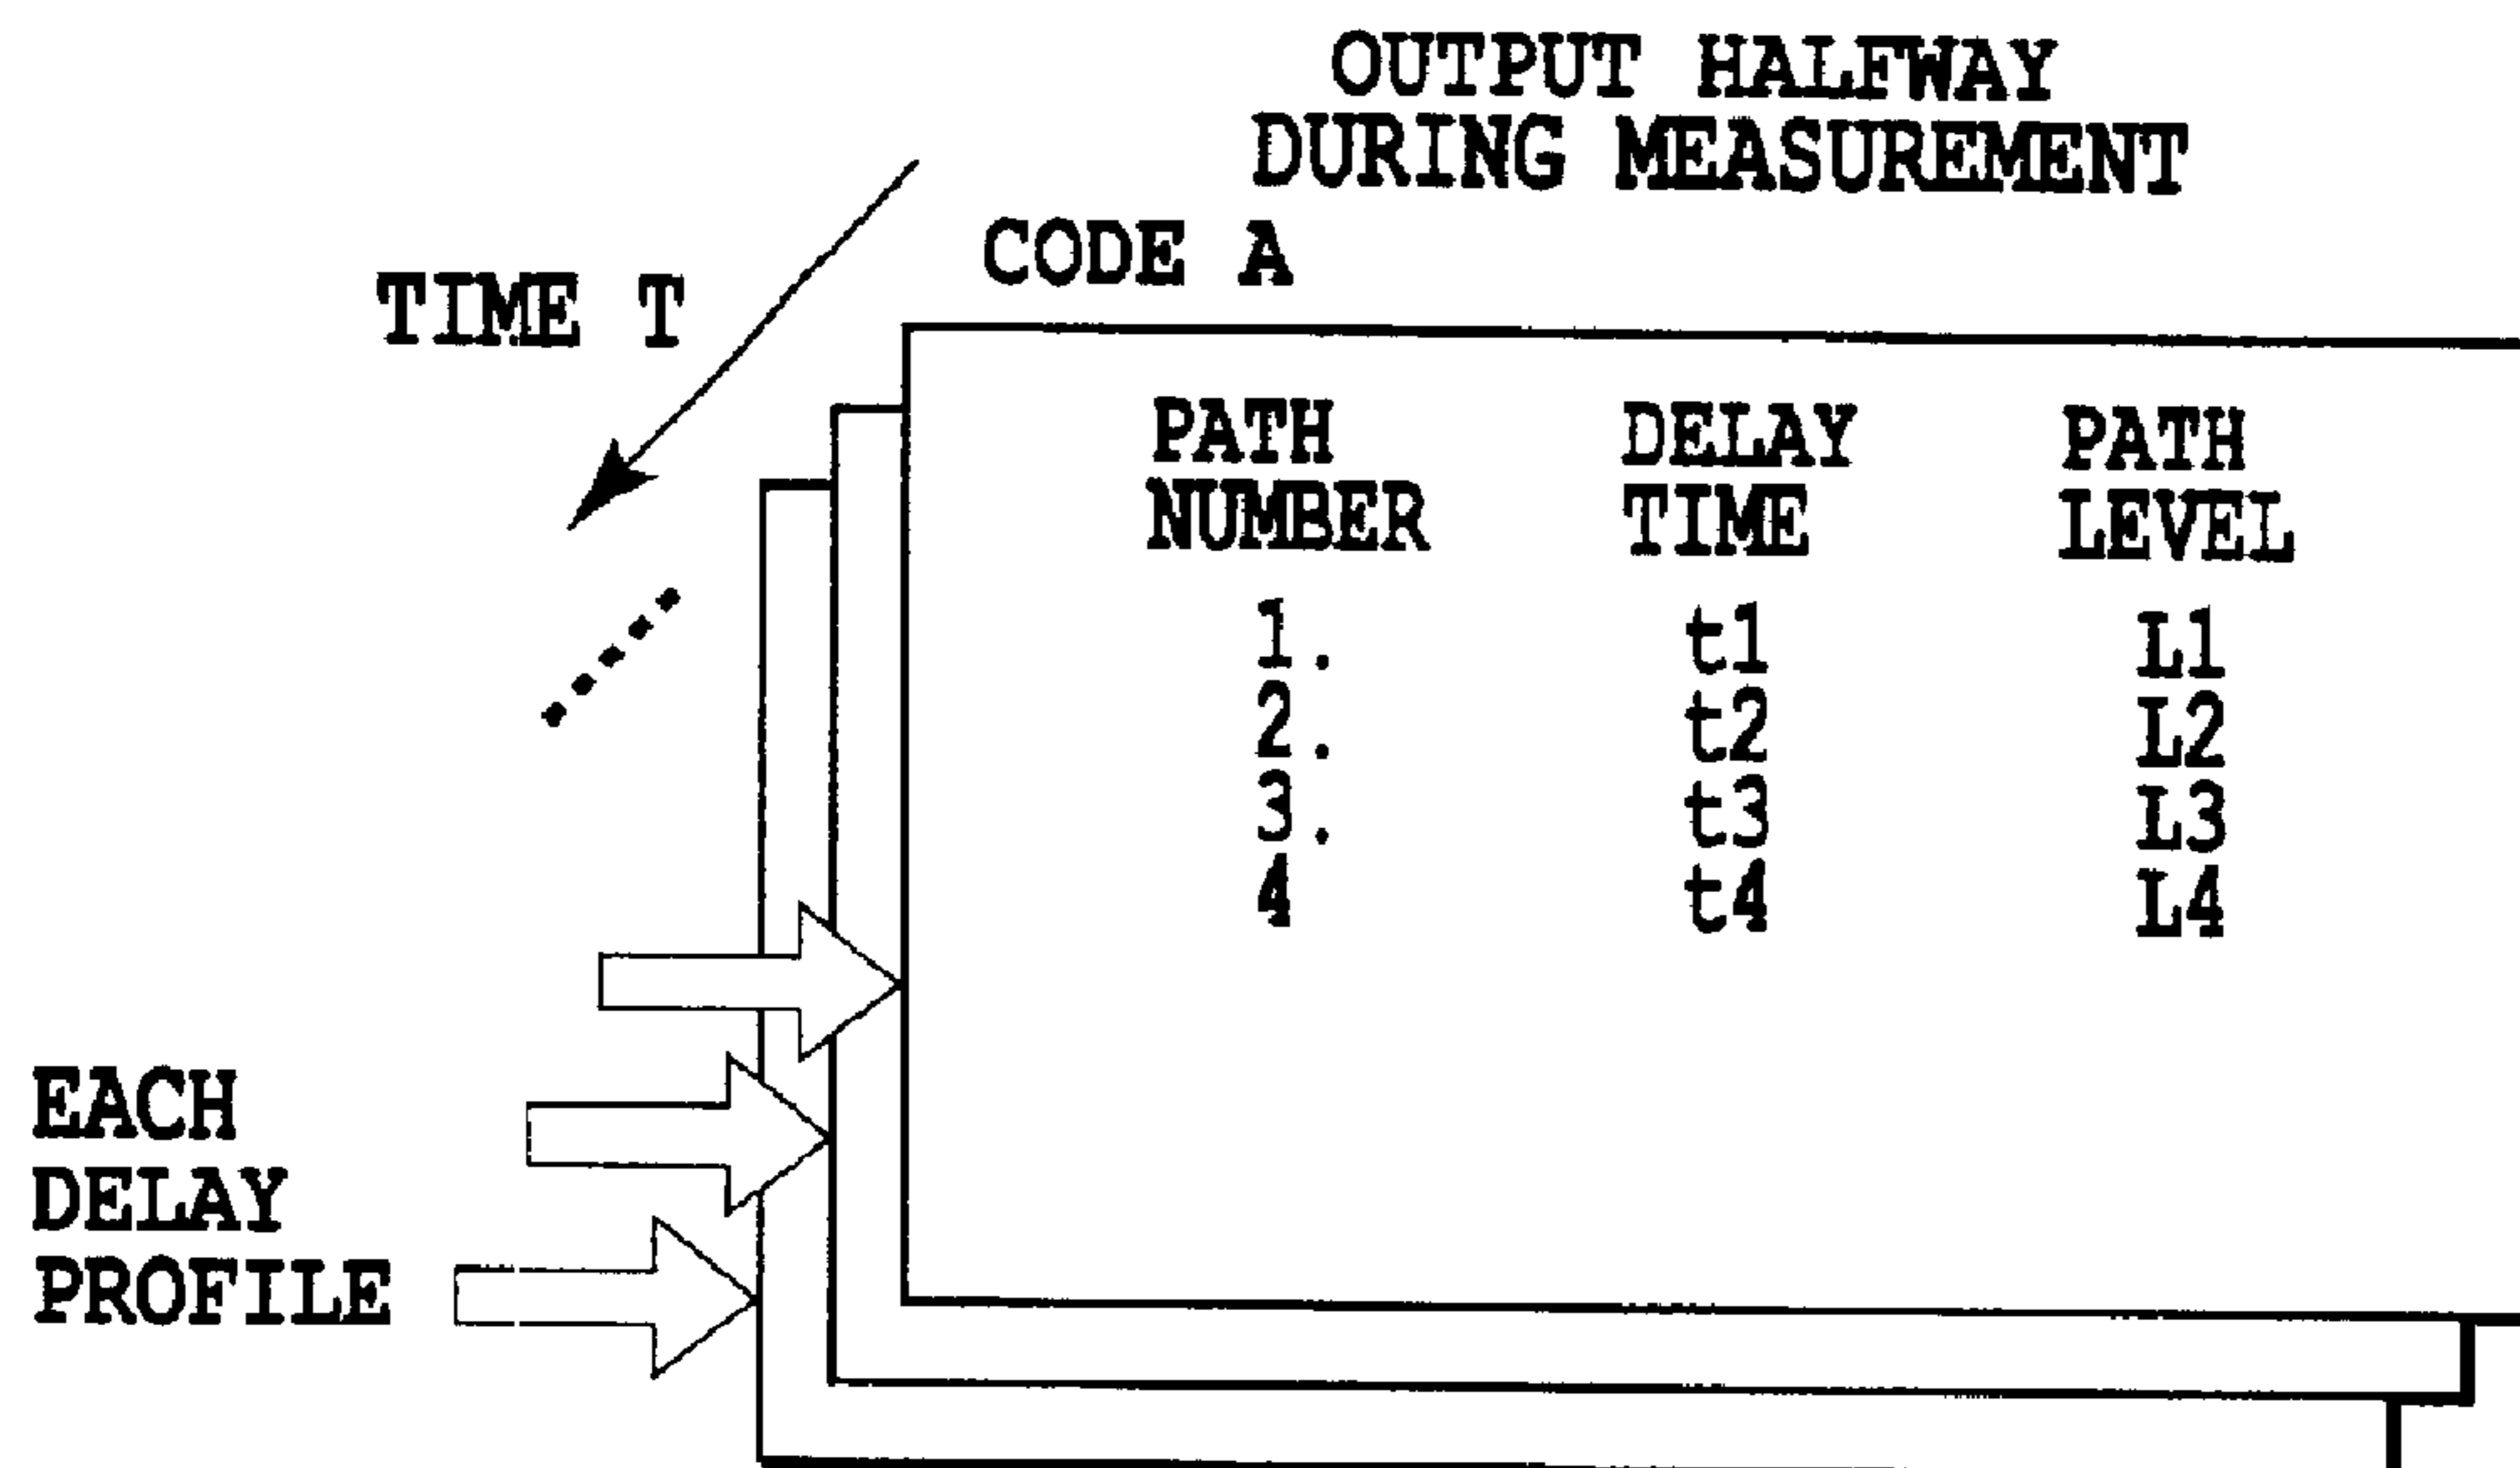 OUTPUT HALFWAY
DURING MEASUREMENT
CODE A
TIME T
PATH NUMBER DELAY TIME PATH LEVEL
1. t1 L1
2. t2 L2
3. t3 L3
4 t4 L4
EACH
DELAY
PROFILE